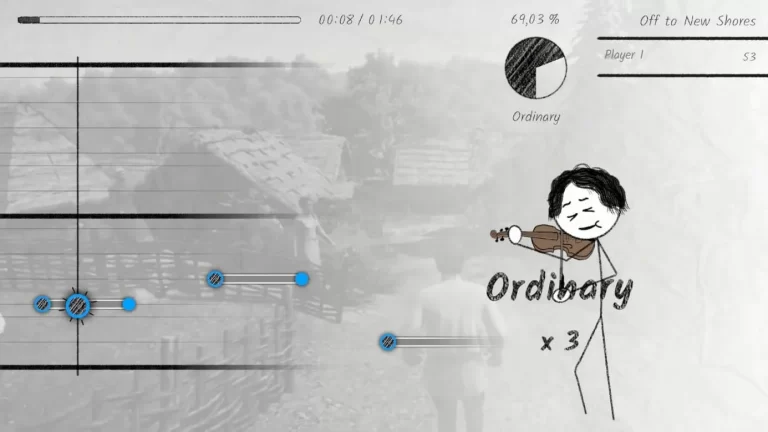 00:08 / 01:46
69,03 %
Off to New Shores
Player 1
53
Ordinary
Ordinary
x 3